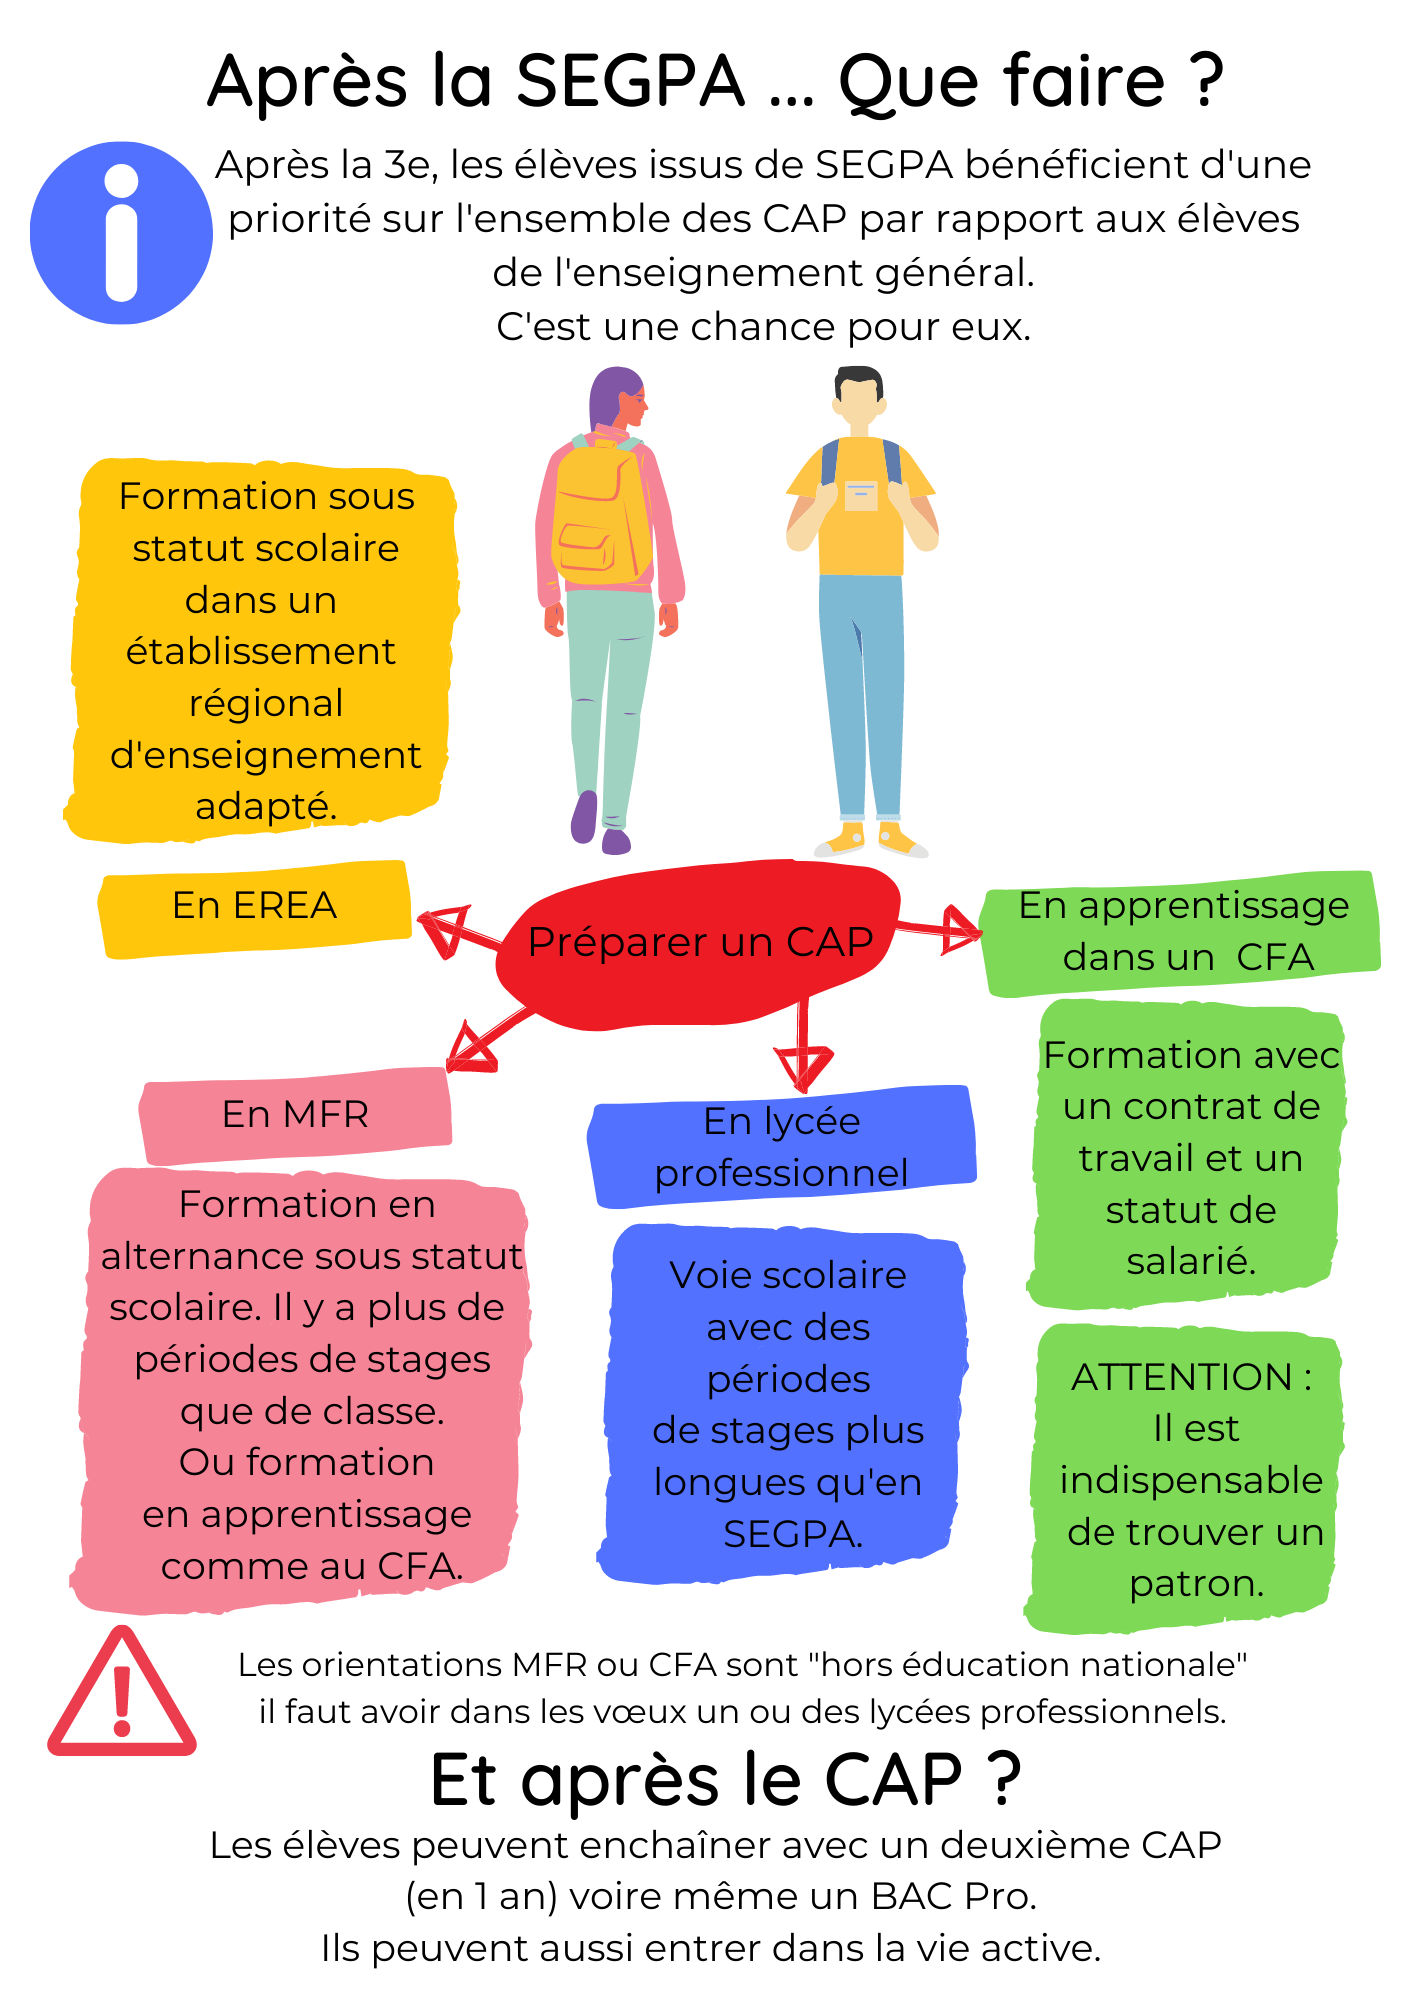 Après la SEGPA ... Que faire ?
Après la 3e, les élèves issus de SEGPA bénéficient d'une
priorité sur l'ensemble des CAP par rapport aux élèves
de l'enseignement général.
C'est une chance pour eux.
Formation sous
statut scolaire
dans un
établissement
régional
d'enseignement
adapté.
En EREA
Préparer un CAP
En apprentissage
dans un CFA
Formation avec
un contrat de
travail et un
statut de
salarié.
ATTENTION :
Il est
indispensable
de trouver un
patron.
En MFR
Formation en
alternance sous statut
scolaire. Il y a plus de
périodes de stages
que de classe.
Ou formation
en apprentissage
comme au CFA.
En lycée
professionnel
Voie scolaire
avec des
périodes
de stages plus
longues qu'en
SEGPA.
Les orientations MFR ou CFA sont "hors éducation nationale"
il faut avoir dans les vœux un ou des lycées professionnels.
Et après le CAP ?
Les élèves peuvent enchaîner avec un deuxième CAP
(en 1 an) voire même un BAC Pro.
Ils peuvent aussi entrer dans la vie active.